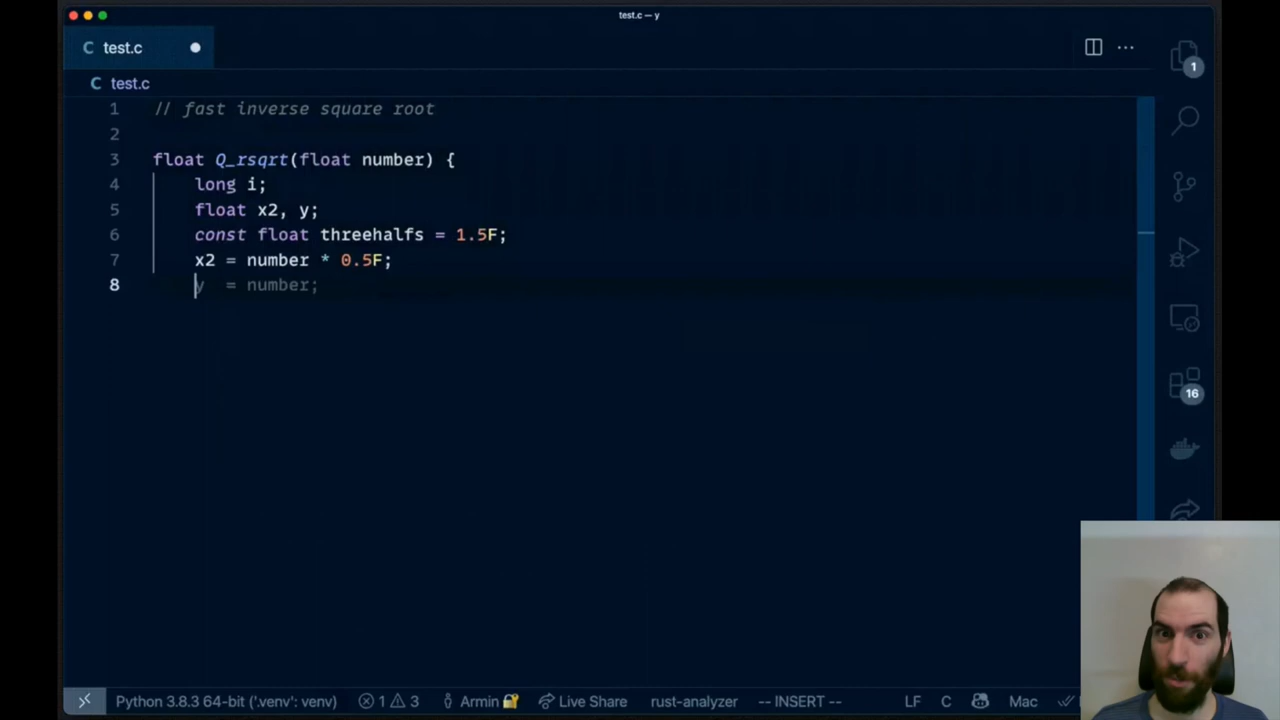 test.c — y
C test.c
C test.c
1 // fast inverse square root
2
3 float Q_rsqrt(float number) {
4 long i;
5 float x2, y;
6 const float threehalfs = 1.5F;
7 x2 = number * 0.5F;
8 y  = number;
1
16
Python 3.8.3 64-bit ('.venv': venv) 1 3 Armin Live Share rust-analyzer -- INSERT -- LF C Mac